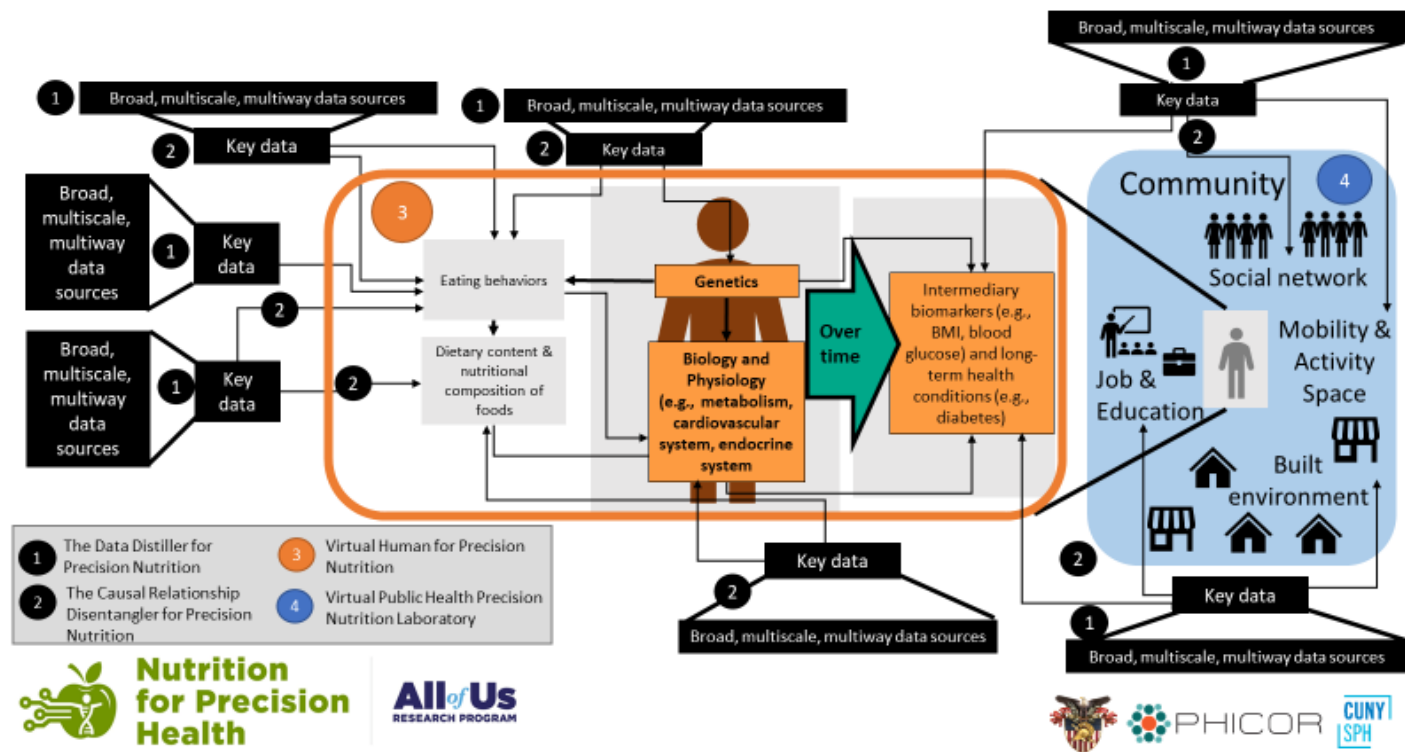 Broad, multiscale, multiway data sources
1
Key data
2
1
Broad, multiscale, multiway data sources
2
Key data
1
Broad, multiscale, multiway data sources
2
Key data
Broad,
multiscale,
multiway
data
sources
1
Key
data
Broad,
multiscale,
multiway
data
sources
1
Key
data
2
2
3
Eating behaviors
Dietary content &
nutritional
composition of
foods
Genetics
Biology and
Physiology
(e.g., metabolism,
cardiovascular
system, endocrine
system
Over
time
Intermediary
biomarkers (e.g.,
BMI, blood
glucose) and long-
term health
conditions (e.g.,
diabetes)
Community
4
Social network
Job &
Education
Mobility &
Activity
Space
Built
environment
Key data
2
Broad, multiscale, multiway data sources
2
Key data
1
Broad, multiscale, multiway data sources
1
The Data Distiller for
Precision Nutrition
2
The Causal Relationship
Disentangler for Precision
Nutrition
3
Virtual Human for Precision
Nutrition
4
Virtual Public Health Precision
Nutrition Laboratory
Nutrition
for Precision
Health
All of Us
RESEARCH PROGRAM
PHICOR
CUNY
SPH